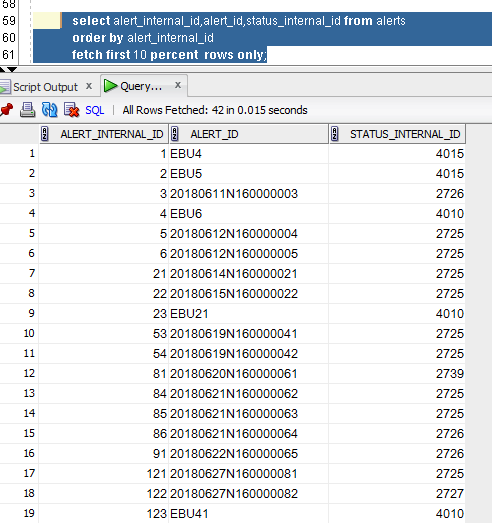 59 select alert_internal_id,alert_id,status_internal_id from alerts
60 order by alert_internal_id
61 fetch first 10 percent rows only;
Script Output x Query... x
SQL | All Rows Fetched: 42 in 0.015 seconds
ALERT_INTERNAL_ID ALERT_ID STATUS_INTERNAL_ID
1 1 EBU4 4015
2 2 EBU5 4015
3 3 20180611N160000003 2726
4 4 EBU6 4010
5 5 20180612N160000004 2725
6 6 20180612N160000005 2725
7 21 20180614N160000021 2725
8 22 20180615N160000022 2725
9 23 EBU21 4010
10 53 20180619N160000041 2725
11 54 20180619N160000042 2725
12 81 20180620N160000061 2739
13 84 20180621N160000062 2725
14 85 20180621N160000063 2725
15 86 20180621N160000064 2726
16 91 20180622N160000065 2726
17 121 20180627N160000081 2725
18 122 20180627N160000082 2727
19 123 EBU41 4010